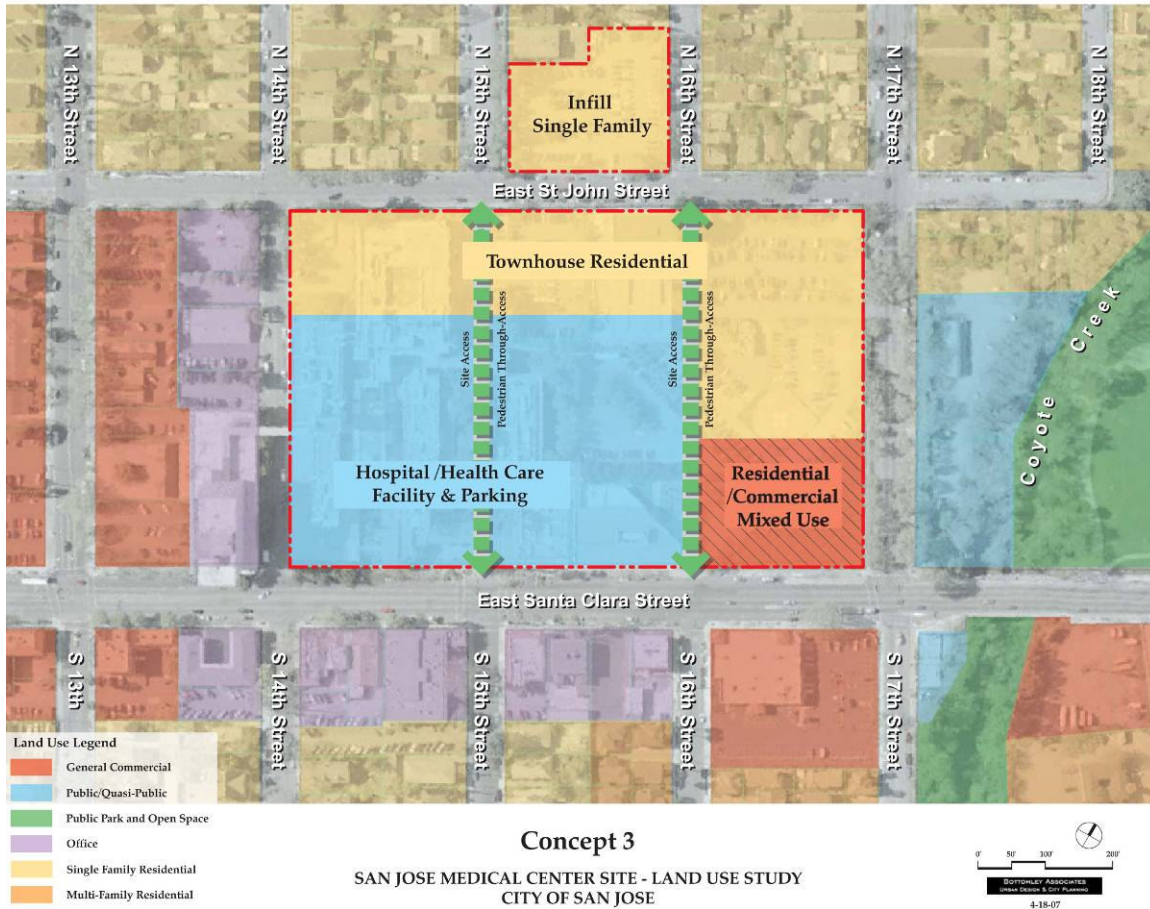 N 13th Street
N 14th Street
N 15th Street
N 16th Street
N 17th Street
N 18th Street
Infill
Single Family
East St John Street
Townhouse Residential
Site Access
Pedestrian Through-Access
Site Access
Pedestrian Through-Access
Coyote Creek
Hospital /Health Care
Facility & Parking
Residential
/Commercial
Mixed Use
East Santa Clara Street
S 13th
S 14th Street
S 15th Street
S 16th Street
S 17th Street
Land Use Legend
General Commercial
Public/Quasi-Public
Public Park and Open Space
Office
Single Family Residential
Multi-Family Residential
Concept 3
SAN JOSE MEDICAL CENTER SITE - LAND USE STUDY
CITY OF SAN JOSE
0' 50' 100' 200'
BOTTOMLEY ASSOCIATES
URBAN DESIGN & CITY PLANNING
4-18-07